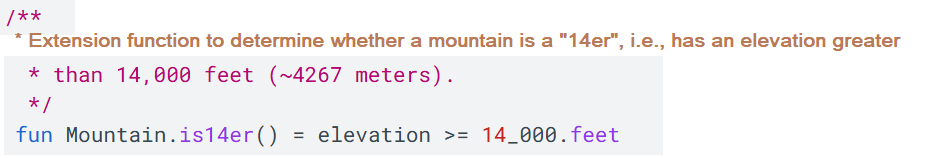 /**
* Extension function to determine whether a mountain is a "14er", i.e., has an elevation greater
* than 14,000 feet (~4267 meters).
*/
fun Mountain.is14er() = elevation >= 14_000.feet